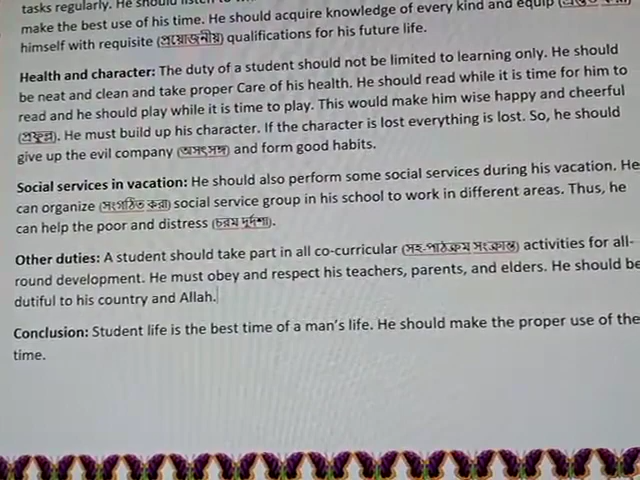 tasks regularly. He should listen to
make the best use of his time. He should acquire knowledge of every kind and equip (প্রস্তুত করা)
himself with requisite (প্রয়োজনীয়) qualifications for his future life.
Health and character: The duty of a student should not be limited to learning only. He should
be neat and clean and take proper Care of his health. He should read while it is time for him to
read and he should play while it is time to play. This would make him wise happy and cheerful
(প্রফুল্ল). He must build up his character. If the character is lost everything is lost. So, he should
give up the evil company (অসৎসঙ্গ) and form good habits.
Social services in vacation: He should also perform some social services during his vacation. He
can organize (সংগঠিত করা) social service group in his school to work in different areas. Thus, he
can help the poor and distress (চরম দুর্দশা).
Other duties: A student should take part in all co-curricular (সহ-পাঠক্রম সংক্রান্ত) activities for all-
round development. He must obey and respect his teachers, parents, and elders. He should be
dutiful to his country and Allah.
Conclusion: Student life is the best time of a man's life. He should make the proper use of the
time.